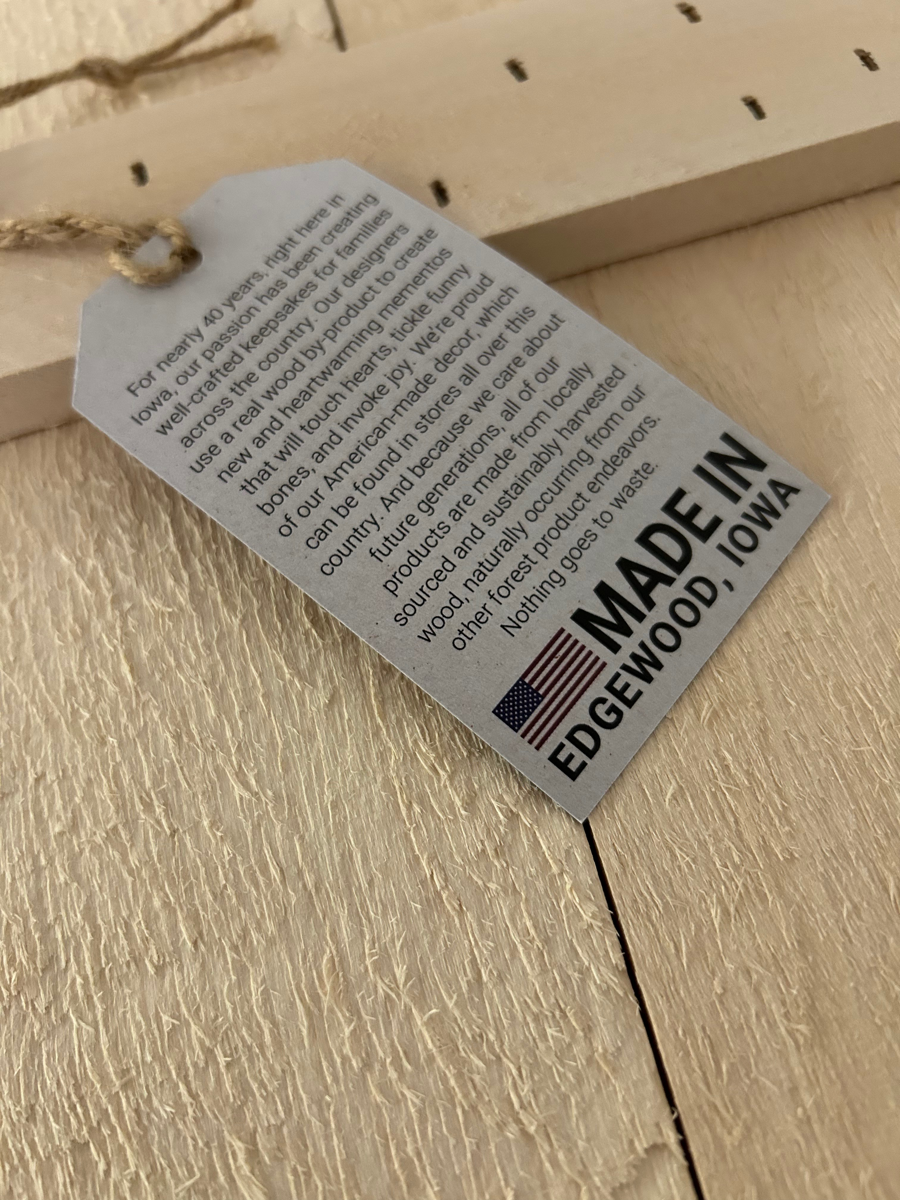 For nearly 40 years, right here in
Iowa, our passion has been creating
well-crafted keepsakes for families
across the country. Our designers
use a real wood by-product to create
new and heartwarming mementos
that will touch hearts, tickle funny
bones, and invoke joy. We're proud
of our American-made decor, which
can be found in stores all over this
country. And because we care about
future generations, all of our
products are made from locally
sourced and sustainably harvested
wood, naturally occurring from our
other forest product endeavors.
Nothing goes to waste.
MADE IN
EDGEWOOD, IOWA